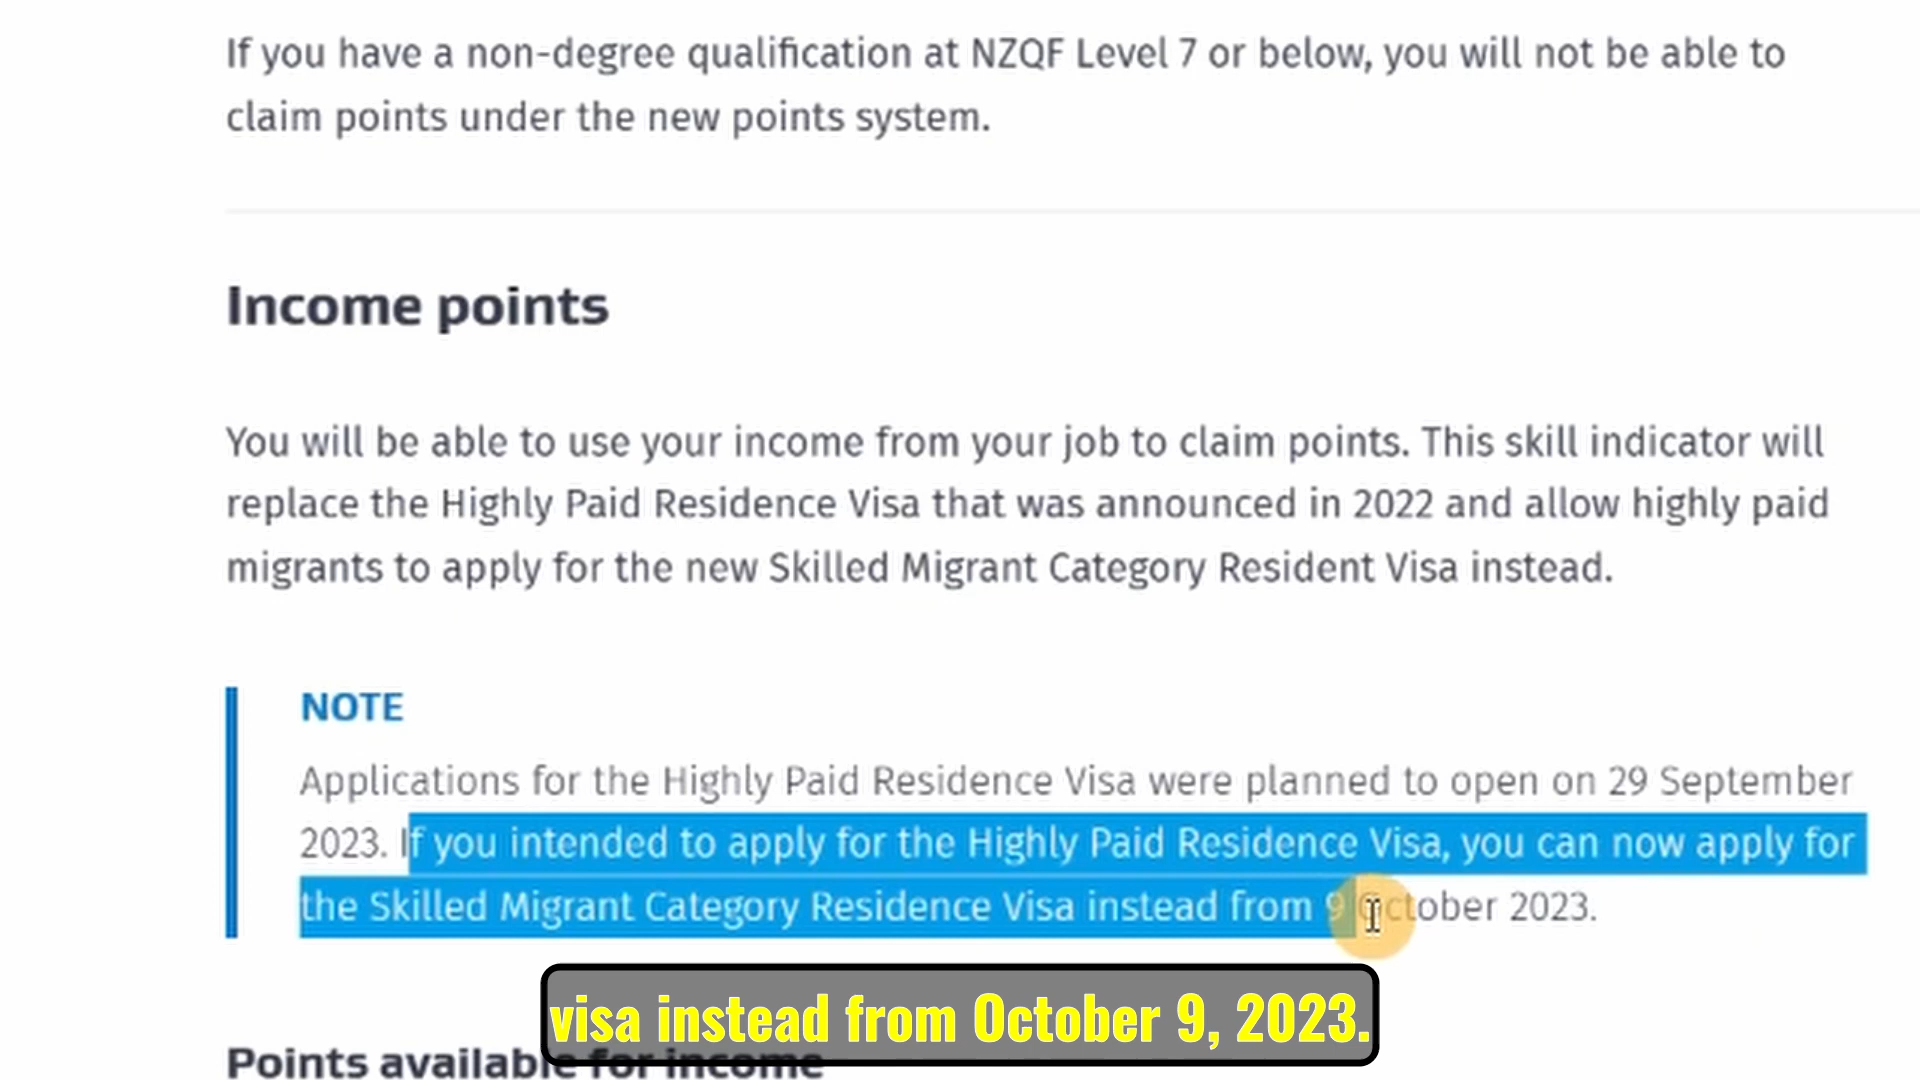 If you have a non-degree qualification at NZQF Level 7 or below, you will not be able to
claim points under the new points system.
Income points
You will be able to use your income from your job to claim points. This skill indicator will
replace the Highly Paid Residence Visa that was announced in 2022 and allow highly paid
migrants to apply for the new Skilled Migrant Category Resident Visa instead.
NOTE
Applications for the Highly Paid Residence Visa were planned to open on 29 September
2023. If you intended to apply for the Highly Paid Residence Visa, you can now apply for
the Skilled Migrant Category Residence Visa instead from 9 October 2023.
visa instead from October 9, 2023.
Points available for income